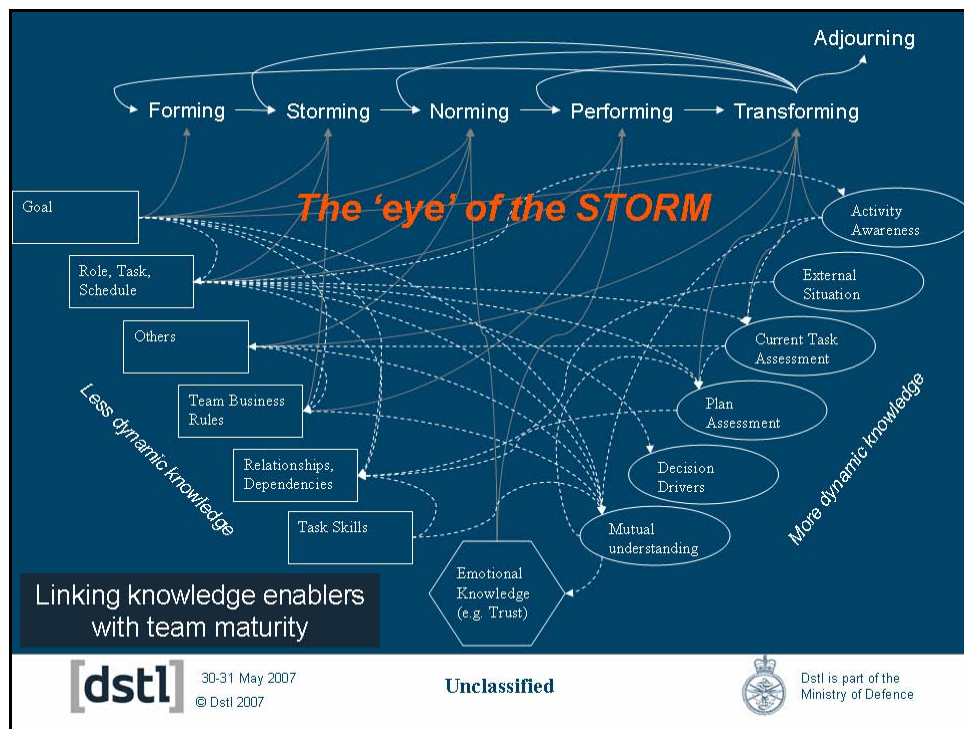 Adjourning
Forming
Storming
Norming
Performing
Transforming
The ‘eye’ of the STORM
Goal
Activity
Awareness
Role, Task,
Schedule
External
Situation
Others
Current Task
Assessment
Team Business
Rules
Plan
Assessment
Less dynamic knowledge
Relationships,
Dependencies
Decision
Drivers
More dynamic knowledge
Task Skills
Mutual
understanding
Emotional
Knowledge
(e.g. Trust)
Linking knowledge enablers
with team maturity
[dstl]
30-31 May 2007
© Dstl 2007
Unclassified
Dstl is part of the
Ministry of Defence